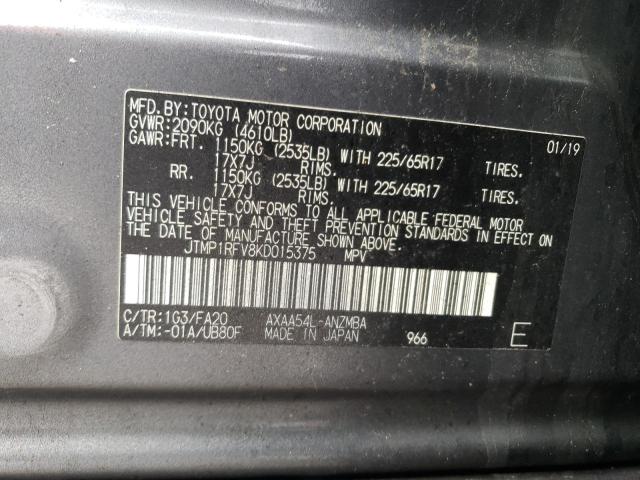 MFD.BY:TOYOTA MOTOR CORPORATION 01/19
GVWR:2090KG (4610LB)
GAWR:FRT. 1150KG (2535LB) WITH 225/65R17 TIRES.
17X7J RIMS.
RR. 1150KG (2535LB) WITH 225/65R17 TIRES.
17X7J RIMS.
THIS VEHICLE CONFORMS TO ALL APPLICABLE FEDERAL MOTOR
VEHICLE SAFETY AND THEFT PREVENTION STANDARDS IN EFFECT ON
THE DATE OF MANUFACTURE SHOWN ABOVE.
JTMP1RFV8KD015375 MPV
C/TR:1G3/FA20 AXAA54L-ANZMBA
A/TM:-01A/UB80F MADE IN JAPAN 966 E